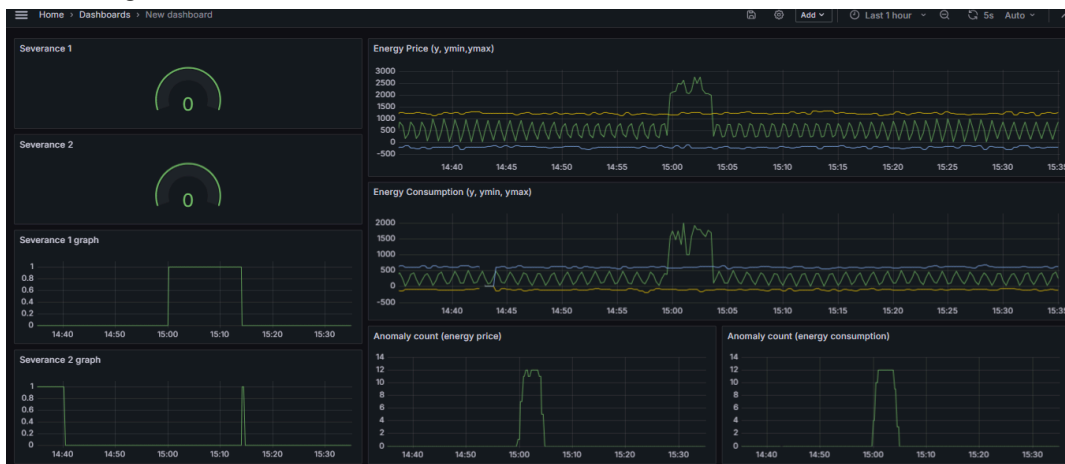 Home > Dashboards > New dashboard
Add
Last 1 hour
5s
Auto
Severance 1
0
Severance 2
0
Severance 1 graph
1
0.8
0.6
0.4
0.2
0
14:40 14:50 15:00 15:10 15:20 15:30
Severance 2 graph
1
0.8
0.6
0.4
0.2
0
14:40 14:50 15:00 15:10 15:20 15:30
Energy Price (y, ymin,ymax)
3000
2500
2000
1500
1000
500
0
-500
14:40 14:45 14:50 14:55 15:00 15:05 15:10 15:15 15:20 15:25 15:30 15:35
Energy Consumption (y, ymin, ymax)
2000
1500
1000
500
0
-500
14:40 14:45 14:50 14:55 15:00 15:05 15:10 15:15 15:20 15:25 15:30 15:35
Anomaly count (energy price)
14
12
10
8
6
4
2
0
14:40 14:50 15:00 15:10 15:20 15:30
Anomaly count (energy consumption)
14
12
10
8
6
4
2
0
14:40 14:50 15:00 15:10 15:20 15:30